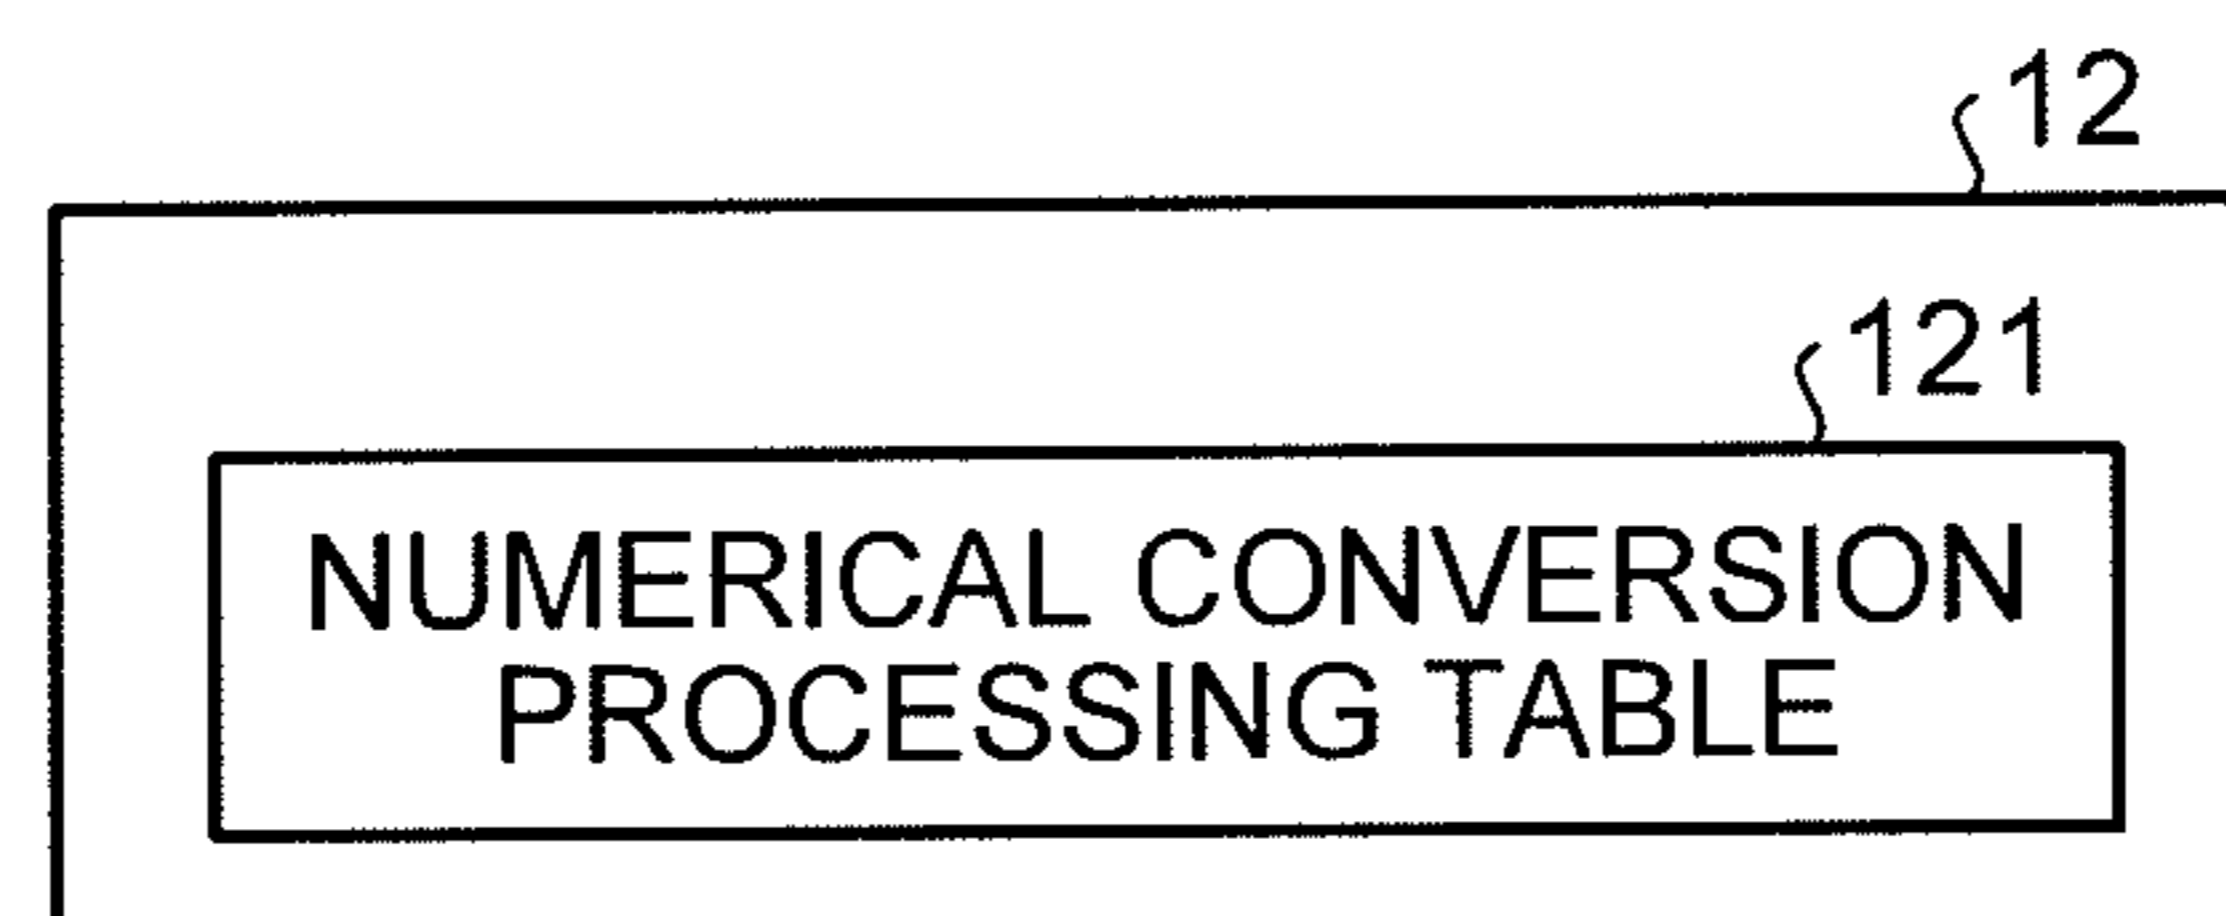 12
121
NUMERICAL CONVERSION
PROCESSING TABLE